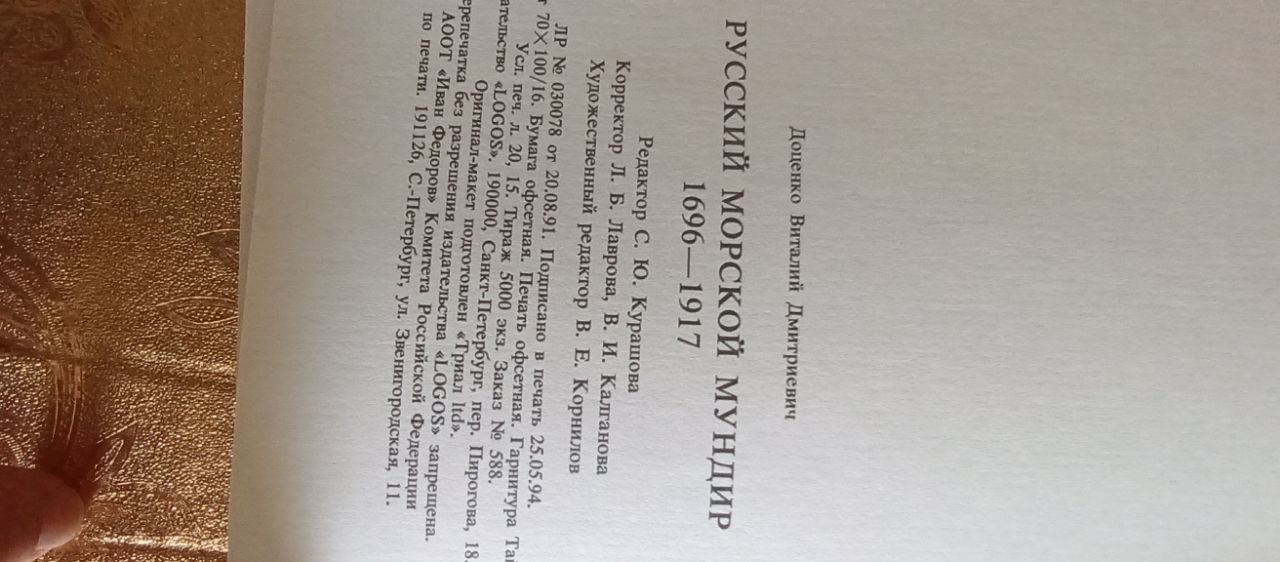 Доценко Виталий Дмитриевич
РУССКИЙ МОРСКОЙ МУНДИР
1696—1917
Редактор С. Ю. Курашова
Корректор Л. Б. Лаврова, В. И. Калганова
Художественный редактор В. Е. Корнилов
ЛР № 030078 от 20.08.91. Подписано в печать 25.05.94.
70×100/16. Бумага офсетная. Печать офсетная. Гарнитура
Усл. печ. л. 20, 15. Тираж 5000 экз. Заказ № 588.
«LOGOS». 190000, Санкт-Петербург, пер. Пирогова, 18.
Оригинал-макет подготовлен «Триал ltd».
без разрешения издательства «LOGOS» запрещена.
АООТ «Иван Федоров» Комитета Российской Федерации
по печати. 191126, С.-Петербург, ул. Звенигородская, 11.